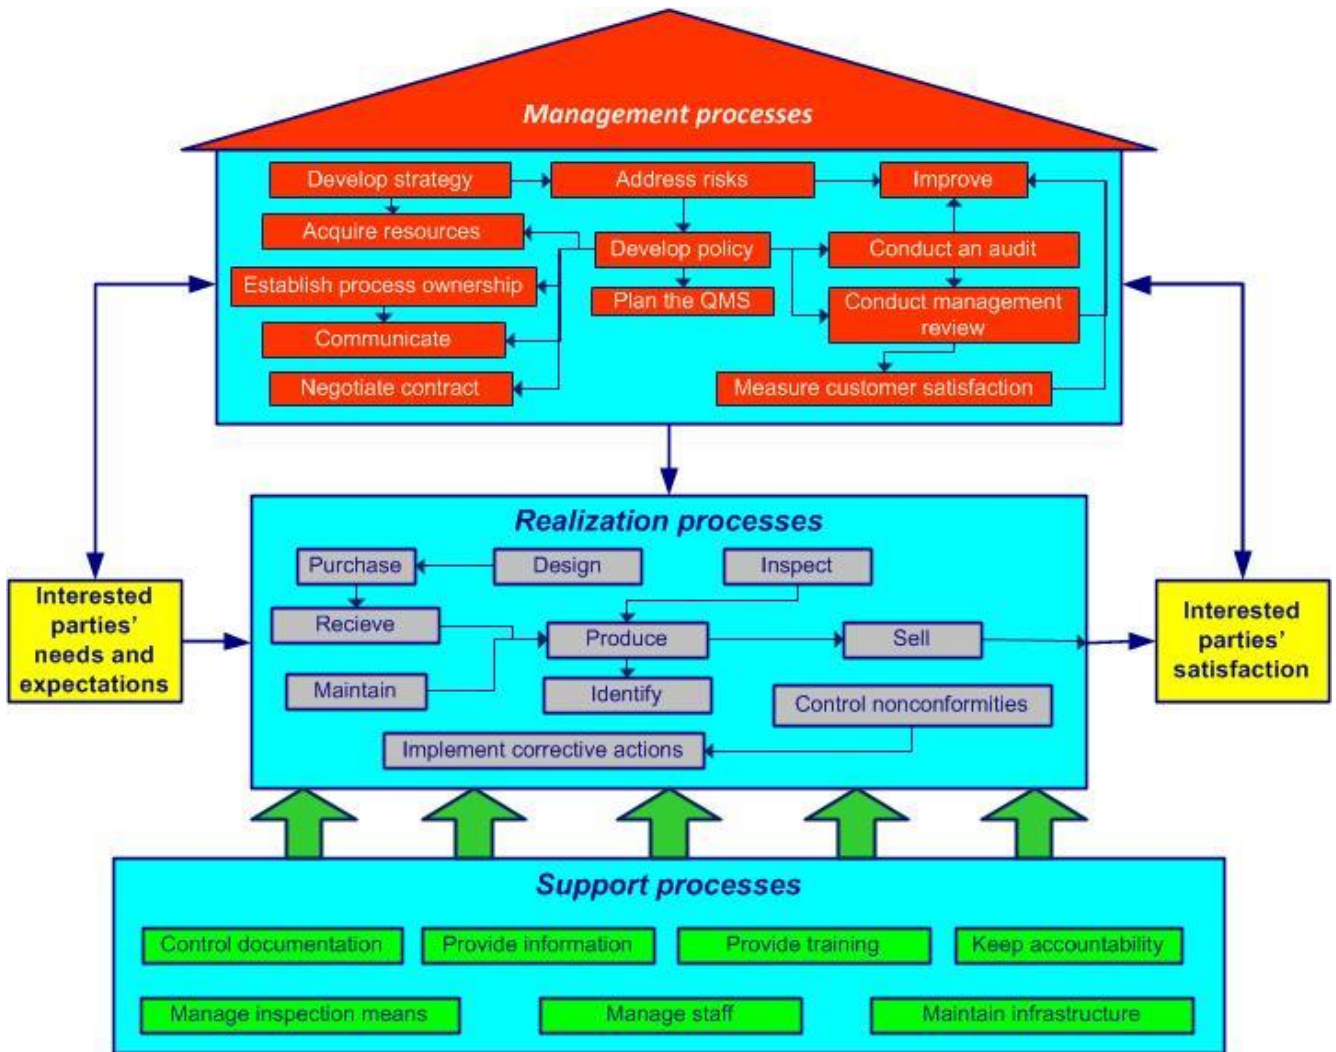 Management processes
Develop strategy
Address risks
Improve
Acquire resources
Develop policy
Conduct an audit
Establish process ownership
Plan the QMS
Conduct management
review
Communicate
Negotiate contract
Measure customer satisfaction
Realization processes
Purchase
Design
Inspect
Recieve
Produce
Sell
Maintain
Identify
Control nonconformities
Implement corrective actions
Interested
parties’
needs and
expectations
Interested
parties’
satisfaction
Support processes
Control documentation
Provide information
Provide training
Keep accountability
Manage inspection means
Manage staff
Maintain infrastructure